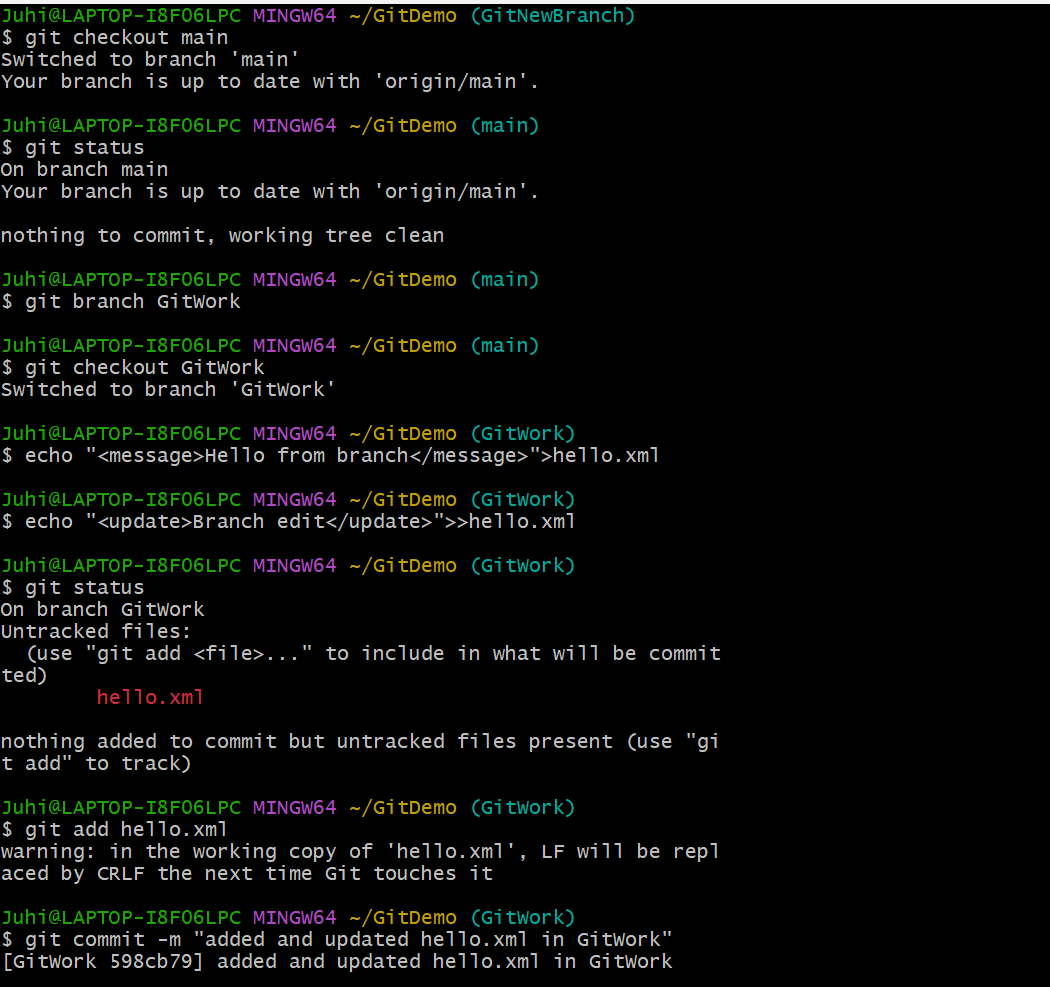 Juhi@LAPTOP-I8FO6LPC MINGW64 ~/GitDemo (GitNewBranch)
$ git checkout main
Switched to branch 'main'
Your branch is up to date with 'origin/main'.
Juhi@LAPTOP-I8FO6LPC MINGW64 ~/GitDemo (main)
$ git status
On branch main
Your branch is up to date with 'origin/main'.
nothing to commit, working tree clean
Juhi@LAPTOP-I8FO6LPC MINGW64 ~/GitDemo (main)
$ git branch GitWork
Juhi@LAPTOP-I8FO6LPC MINGW64 ~/GitDemo (main)
$ git checkout GitWork
Switched to branch 'GitWork'
Juhi@LAPTOP-I8FO6LPC MINGW64 ~/GitDemo (GitWork)
$ echo "<message>Hello from branch</message>">hello.xml
Juhi@LAPTOP-I8FO6LPC MINGW64 ~/GitDemo (GitWork)
$ echo "<update>Branch edit</update>">>hello.xml
Juhi@LAPTOP-I8FO6LPC MINGW64 ~/GitDemo (GitWork)
$ git status
On branch GitWork
Untracked files:
  (use "git add <file>..." to include in what will be commit
ted)
        hello.xml
nothing added to commit but untracked files present (use "gi
t add" to track)
Juhi@LAPTOP-I8FO6LPC MINGW64 ~/GitDemo (GitWork)
$ git add hello.xml
warning: in the working copy of 'hello.xml', LF will be repl
aced by CRLF the next time Git touches it
Juhi@LAPTOP-I8FO6LPC MINGW64 ~/GitDemo (GitWork)
$ git commit -m "added and updated hello.xml in GitWork"
[GitWork 598cb79] added and updated hello.xml in GitWork